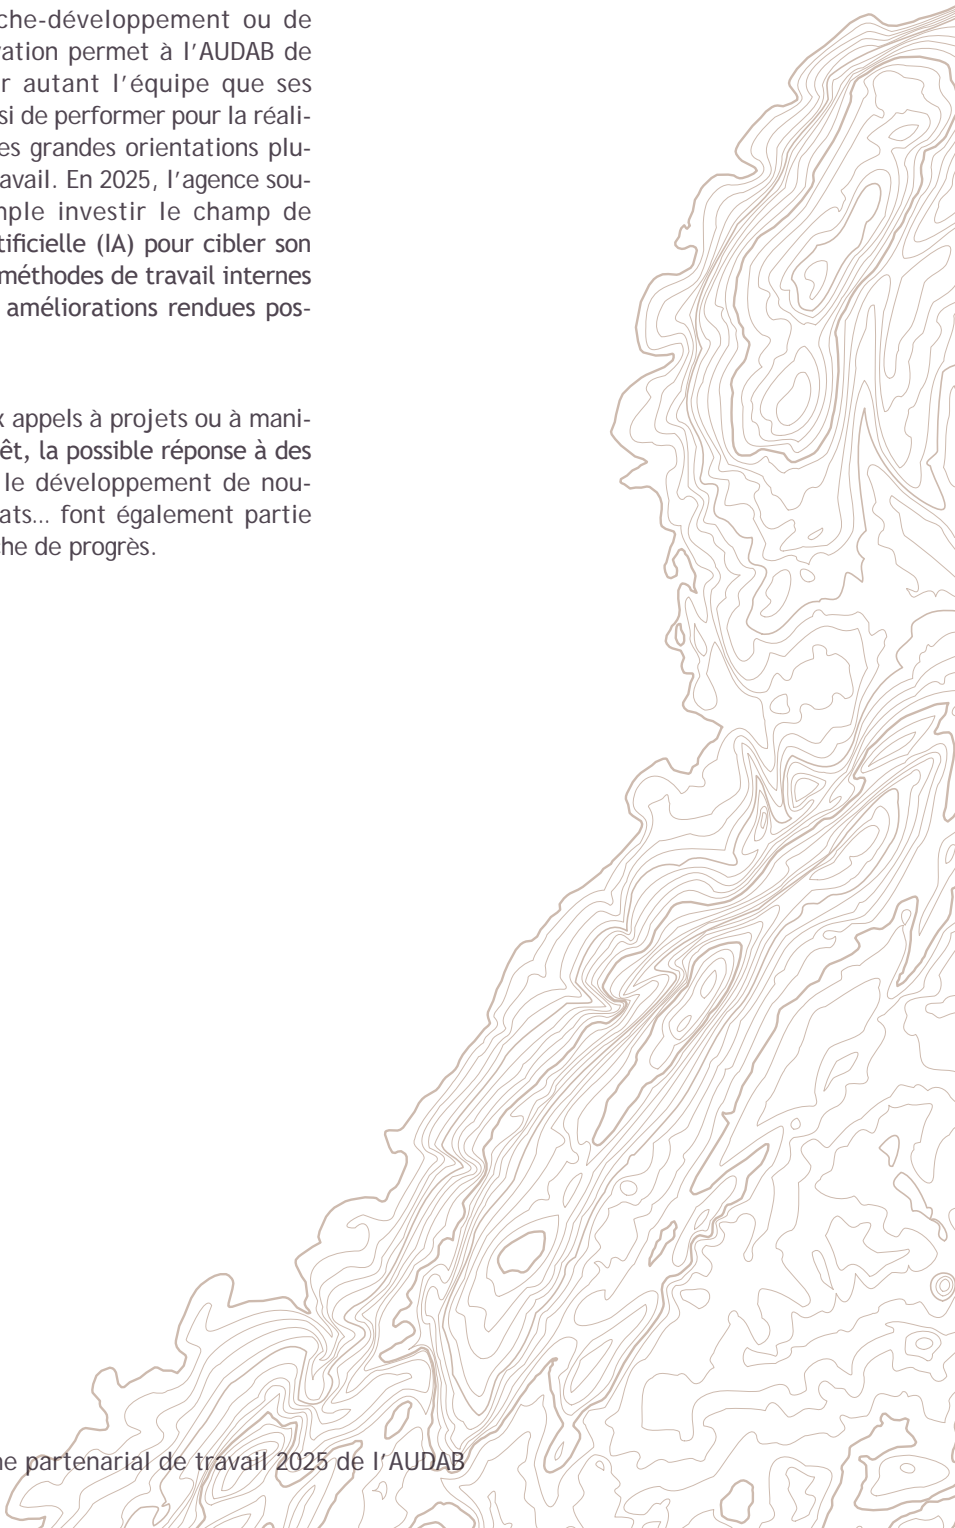 che-développement ou de
ation permet à l'AUDAB de
r autant l'équipe que ses
si de performer pour la réali-
es grandes orientations plu-
avail. En 2025, l'agence sou-
mple investir le champ de
tificielle (IA) pour cibler son
méthodes de travail internes
améliorations rendues pos-
x appels à projets ou à mani-
êt, la possible réponse à des
le développement de nou-
ats... font également partie
che de progrès.
ne partenarial de travail 2025 de l'AUDAB